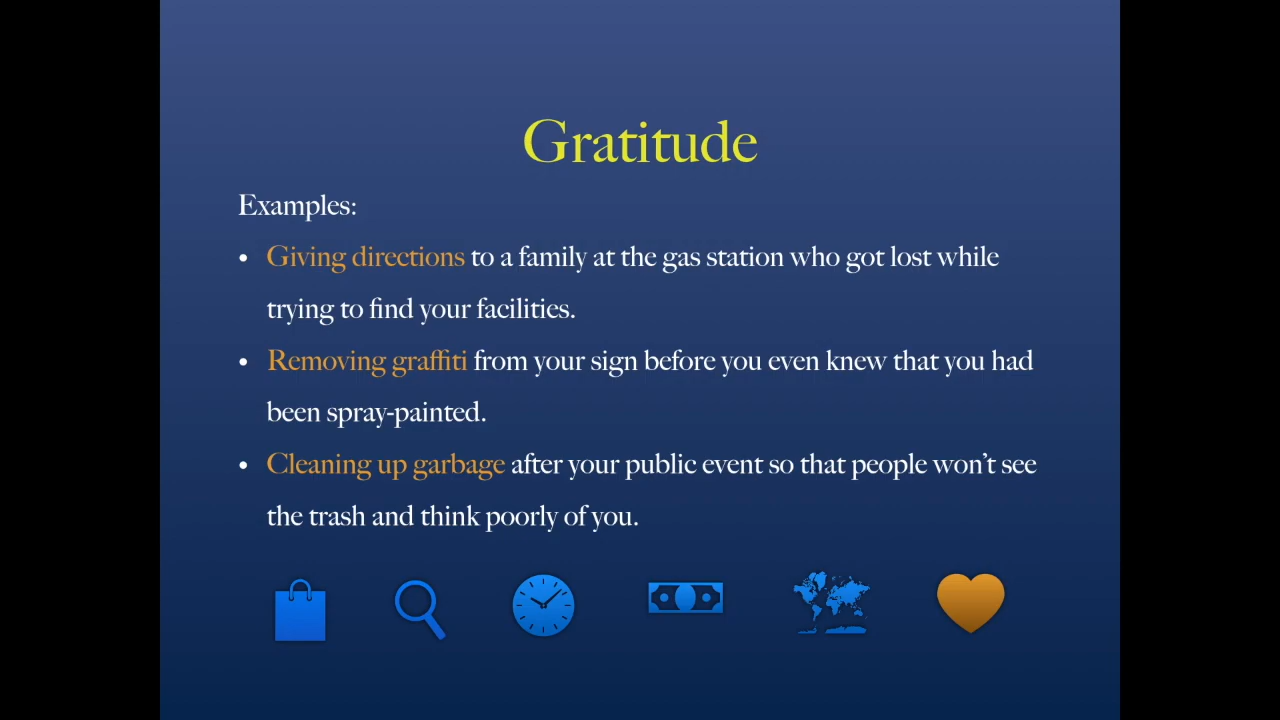 Gratitude
Examples:
• Giving directions to a family at the gas station who got lost while
trying to find your facilities.
• Removing graffiti from your sign before you even knew that you had
been spray-painted.
• Cleaning up garbage after your public event so that people won’t see
the trash and think poorly of you.